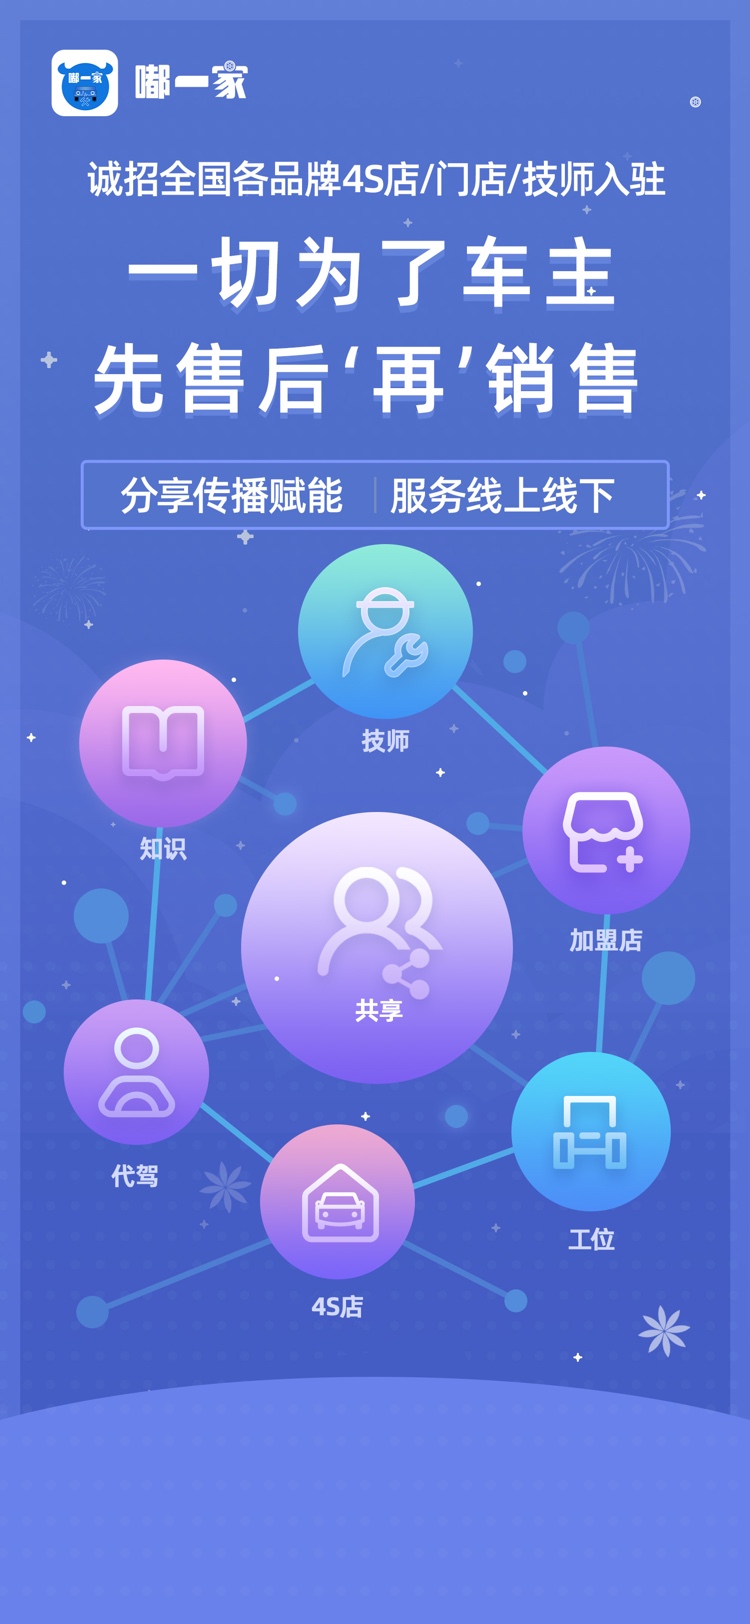 嘟一家
嘟一家
诚招全国各品牌4S店/门店/技师入驻
一切为了车主
先售后‘再’销售
分享传播赋能 | 服务线上线下
技师
知识
加盟店
共享
代驾
工位
4S店